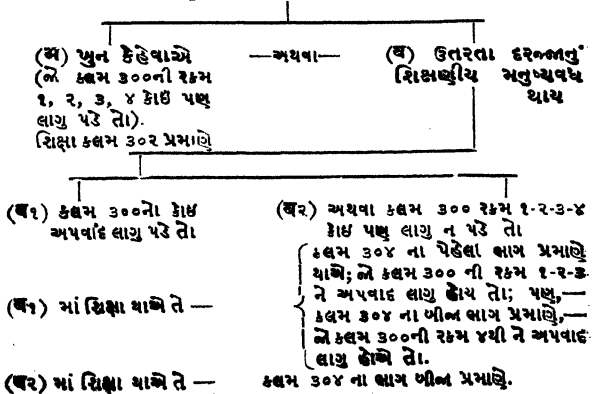 (અ) ખુન કેહેવાએ —અથવા— (બ) ઉતરતા દરજ્જાનું
(જો કલમ ૩૦૦ની રકમ શિક્ષણીય મનુષ્યવધ
૧, ૨, ૩, ૪ કોઈ પણ થાય
લાગુ પડે તો).
શિક્ષા કલમ ૩૦૨ પ્રમાણે
(બ૧) કલમ ૩૦૦નો કોઇ (બ૨) અથવા કલમ ૩૦૦ રકમ ૧-૨-૩-૪
અપવાદ લાગુ પડે તો કોઇ પણ લાગુ ન પડે તો
કલમ ૩૦૪ ના પેહેલા ભાગ પ્રમાણે
થાએ; જો કલમ ૩૦૦ ની રકમ ૧-૨-૩
(બ૧) માં શિક્ષા થાએ તે — ને અપવાદ લાગુ હોય તો; પણ,—
કલમ ૩૦૪ ના બીજા ભાગ પ્રમાણે,—
જો કલમ ૩૦૦ની રકમ ૪થી ને અપવાદ
લાગુ હોએ તો.
(બ૨) માં શિક્ષા થાએ તે — કલમ ૩૦૪ ના ભાગ બીજા પ્રમાણે.